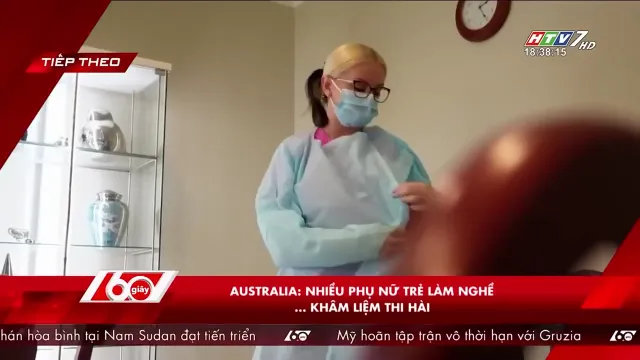 HTV7 HD
18:38:15
TIẾP THEO
60 giây
AUSTRALIA: NHIỀU PHỤ NỮ TRẺ LÀM NGHỀ
... KHÂM LIỆM THI HÀI
hán hòa bình tại Nam Sudan đạt tiến triển 60 giây Mỹ hoãn tập trận vô thời hạn với Gruzia